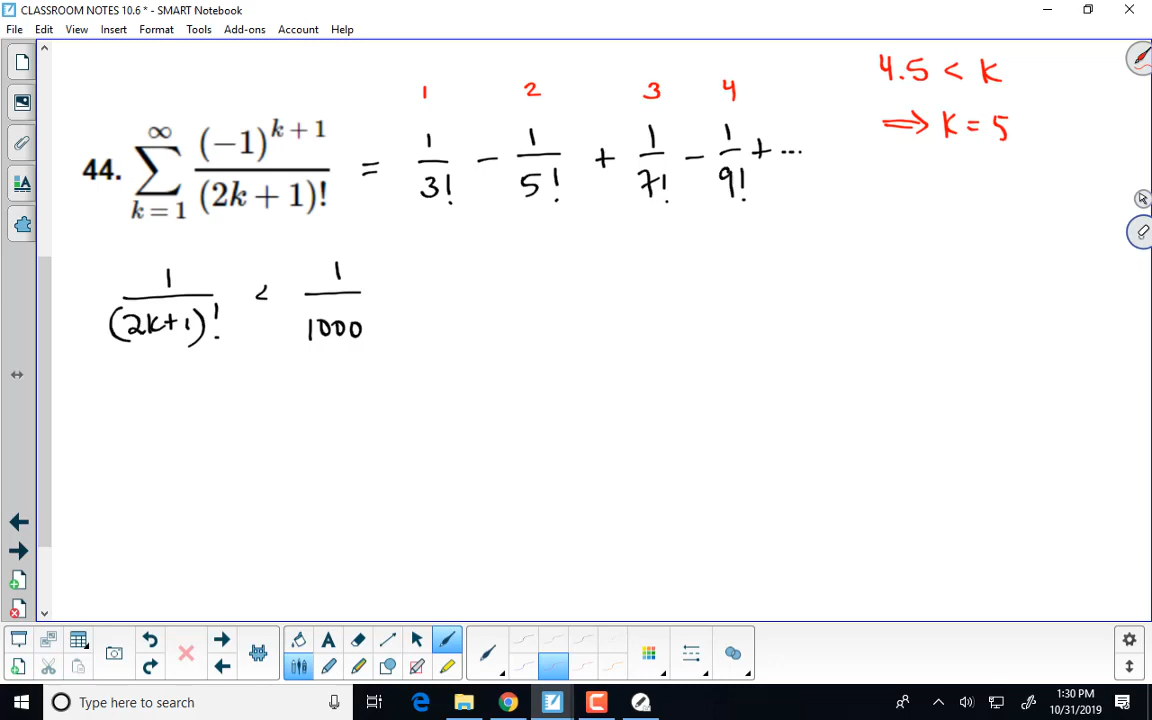 CLASSROOM NOTES 10.6 * - SMART Notebook
File Edit View Insert Format Tools Add-ons Account Help
4.5 < K
⟹ K = 5
1 2 3 4
44. ∑_{k=1}^{∞} (−1)^{k+1} / (2k + 1)! = 1/3! − 1/5! + 1/7! − 1/9! + ...
1/(2k+1)! < 1/1000
A
Type here to search
1:30 PM
10/31/2019